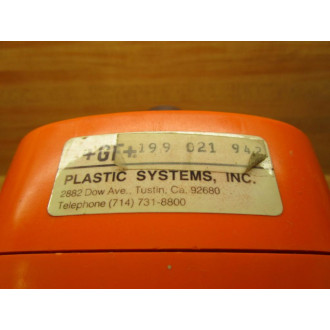 +GF+ 199 021 942
PLASTIC SYSTEMS, INC.
2882 Dow Ave., Tustin, Ca. 92680
Telephone (714) 731-8800